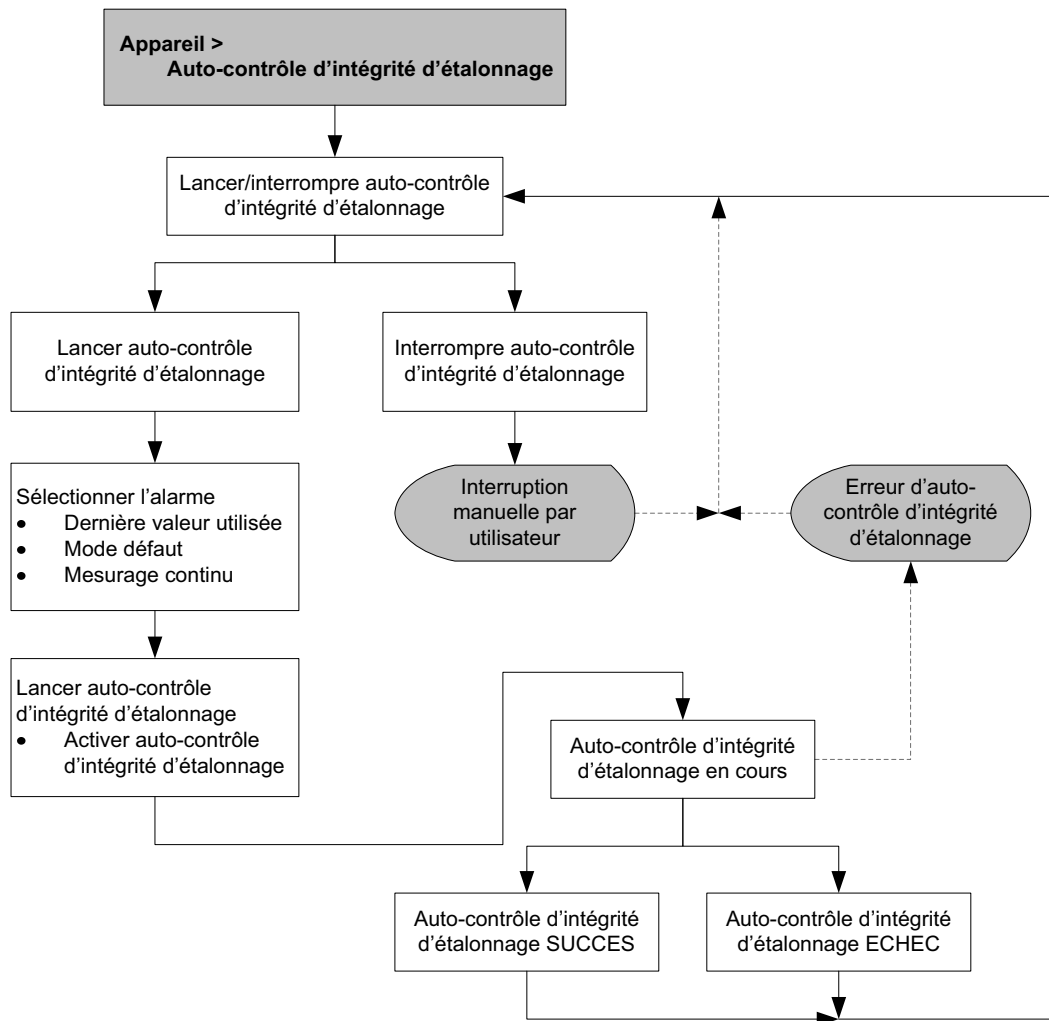 Appareil >
Auto-contrôle d’intégrité d’étalonnage
Lancer/interrompre auto-contrôle
d’intégrité d’étalonnage
Lancer auto-contrôle
d’intégrité d’étalonnage
Interrompre auto-contrôle
d’intégrité d’étalonnage
Sélectionner l’alarme
• Dernière valeur utilisée
• Mode défaut
• Mesurage continu
Interruption
manuelle par
utilisateur
Erreur d’auto-
contrôle d’intégrité
d’étalonnage
Lancer auto-contrôle
d’intégrité d’étalonnage
• Activer auto-contrôle
d’intégrité d’étalonnage
Auto-contrôle d’intégrité
d’étalonnage en cours
Auto-contrôle d’intégrité
d’étalonnage SUCCES
Auto-contrôle d’intégrité
d’étalonnage ECHEC